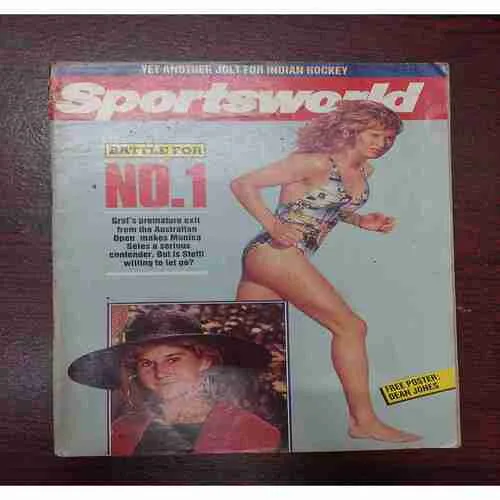 YET ANOTHER JOLT FOR INDIAN HOCKEY
Sportsworld
BATTLE FOR
NO.1
Graf's premature exit
from the Australian
Open makes Monica
Seles a serious
contender. But is Steffi
willing to let go?
FREE POSTER:
DEAN JONES